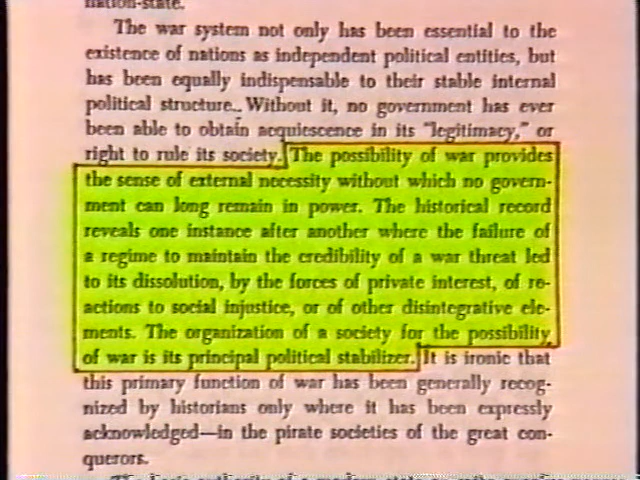 nation-state.
The war system not only has been essential to the
existence of nations as independent political entities, but
has been equally indispensable to their stable internal
political structure. Without it, no government has ever
been able to obtain acquiescence in its "legitimacy," or
right to rule its society. The possibility of war provides
the sense of external necessity without which no govern-
ment can long remain in power. The historical record
reveals one instance after another where the failure of
a regime to maintain the credibility of a war threat led
to its dissolution, by the forces of private interest, of re-
actions to social injustice, or of other disintegrative ele-
ments. The organization of a society for the possibility
of war is its principal political stabilizer. It is ironic that
this primary function of war has been generally recog-
nized by historians only where it has been expressly
acknowledged—in the pirate societies of the great con-
querors.